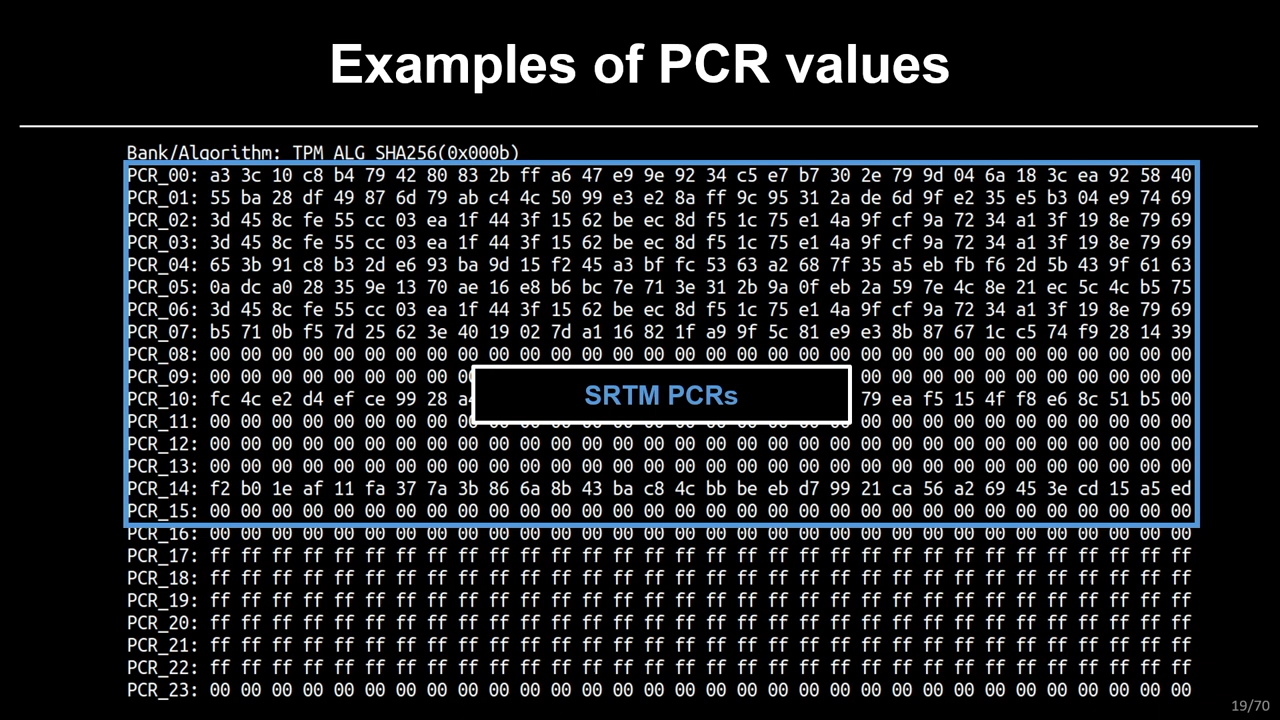 Examples of PCR values
Bank/Algorithm: TPM_ALG_SHA256(0x000b)
PCR_00: a3 3c 10 c8 b4 79 42 80 83 2b ff a6 47 e9 9e 92 34 c5 e7 b7 30 2e 79 9d 04 6a 18 3c ea 92 58 40
PCR_01: 55 ba 28 df 49 87 6d 79 ab c4 4c 50 99 e3 e2 8a ff 9c 95 31 2a de 6d 9f e2 35 e5 b3 04 e9 74 69
PCR_02: 3d 45 8c fe 55 cc 03 ea 1f 44 3f 15 62 be ec 8d f5 1c 75 e1 4a 9f cf 9a 72 34 a1 3f 19 8e 79 69
PCR_03: 3d 45 8c fe 55 cc 03 ea 1f 44 3f 15 62 be ec 8d f5 1c 75 e1 4a 9f cf 9a 72 34 a1 3f 19 8e 79 69
PCR_04: 65 3b 91 c8 b3 2d e6 93 ba 9d 15 f2 45 a3 bf fc 53 63 a2 68 7f 35 a5 eb fb f6 2d 5b 43 9f 61 63
PCR_05: 0a dc a0 28 35 9e 13 70 ae 16 e8 b6 bc 7e 71 3e 31 2b 9a 0f eb 2a 59 7e 4c 8e 21 ec 5c 4c b5 75
PCR_06: 3d 45 8c fe 55 cc 03 ea 1f 44 3f 15 62 be ec 8d f5 1c 75 e1 4a 9f cf 9a 72 34 a1 3f 19 8e 79 69
PCR_07: b5 71 0b f5 7d 25 62 3e 40 19 02 7d a1 16 82 1f a9 9f 5c 81 e9 e3 8b 87 67 1c c5 74 f9 28 14 39
PCR_08: 00 00 00 00 00 00 00 00 00 00 00 00 00 00 00 00 00 00 00 00 00 00 00 00 00 00 00 00 00 00 00 00
PCR_09: 00 00 00 00 00 00 00 00 00 00 00 00 00 00 00 00 00 00 00 00
SRTM PCRs
PCR_10: fc 4c e2 d4 ef ce 99 28 79 ea f5 15 4f f8 e6 8c 51 b5 00
PCR_11: 00 00 00 00 00 00 00 00 00 00 00 00 00 00 00 00 00 00 00 00 00 00 00 00 00 00 00 00 00 00 00 00
PCR_12: 00 00 00 00 00 00 00 00 00 00 00 00 00 00 00 00 00 00 00 00 00 00 00 00 00 00 00 00 00 00 00 00
PCR_13: 00 00 00 00 00 00 00 00 00 00 00 00 00 00 00 00 00 00 00 00 00 00 00 00 00 00 00 00 00 00 00 00
PCR_14: f2 b0 1e af 11 fa 37 7a 3b 86 6a 8b 43 ba c8 4c bb be eb d7 99 21 ca 56 a2 69 45 3e cd 15 a5 ed
PCR_15: 00 00 00 00 00 00 00 00 00 00 00 00 00 00 00 00 00 00 00 00 00 00 00 00 00 00 00 00 00 00 00 00
PCR_16: 00 00 00 00 00 00 00 00 00 00 00 00 00 00 00 00 00 00 00 00 00 00 00 00 00 00 00 00 00 00 00 00
PCR_17: ff ff ff ff ff ff ff ff ff ff ff ff ff ff ff ff ff ff ff ff ff ff ff ff ff ff ff ff ff ff ff ff
PCR_18: ff ff ff ff ff ff ff ff ff ff ff ff ff ff ff ff ff ff ff ff ff ff ff ff ff ff ff ff ff ff ff ff
PCR_19: ff ff ff ff ff ff ff ff ff ff ff ff ff ff ff ff ff ff ff ff ff ff ff ff ff ff ff ff ff ff ff ff
PCR_20: ff ff ff ff ff ff ff ff ff ff ff ff ff ff ff ff ff ff ff ff ff ff ff ff ff ff ff ff ff ff ff ff
PCR_21: ff ff ff ff ff ff ff ff ff ff ff ff ff ff ff ff ff ff ff ff ff ff ff ff ff ff ff ff ff ff ff ff
PCR_22: ff ff ff ff ff ff ff ff ff ff ff ff ff ff ff ff ff ff ff ff ff ff ff ff ff ff ff ff ff ff ff ff
PCR_23: 00 00 00 00 00 00 00 00 00 00 00 00 00 00 00 00 00 00 00 00 00 00 00 00 00 00 00 00 00 00 00 00
19/70